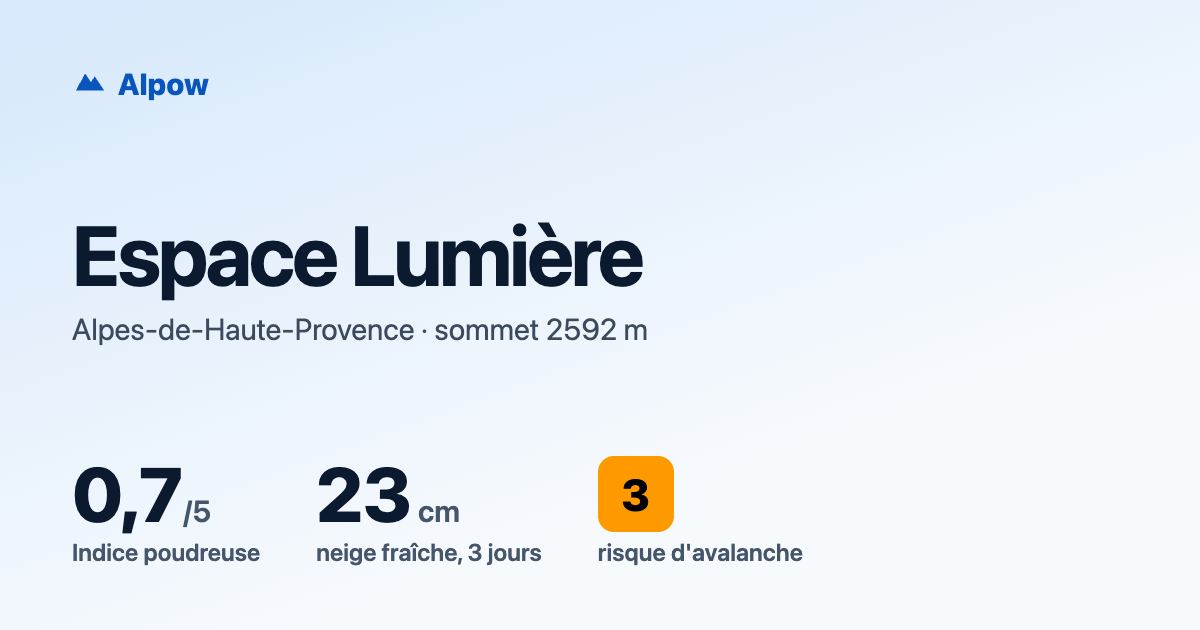 Alpow
Espace Lumière
Alpes-de-Haute-Provence · sommet 2592 m
0,7/5
Indice poudreuse
23 cm
neige fraîche, 3 jours
3
risque d'avalanche